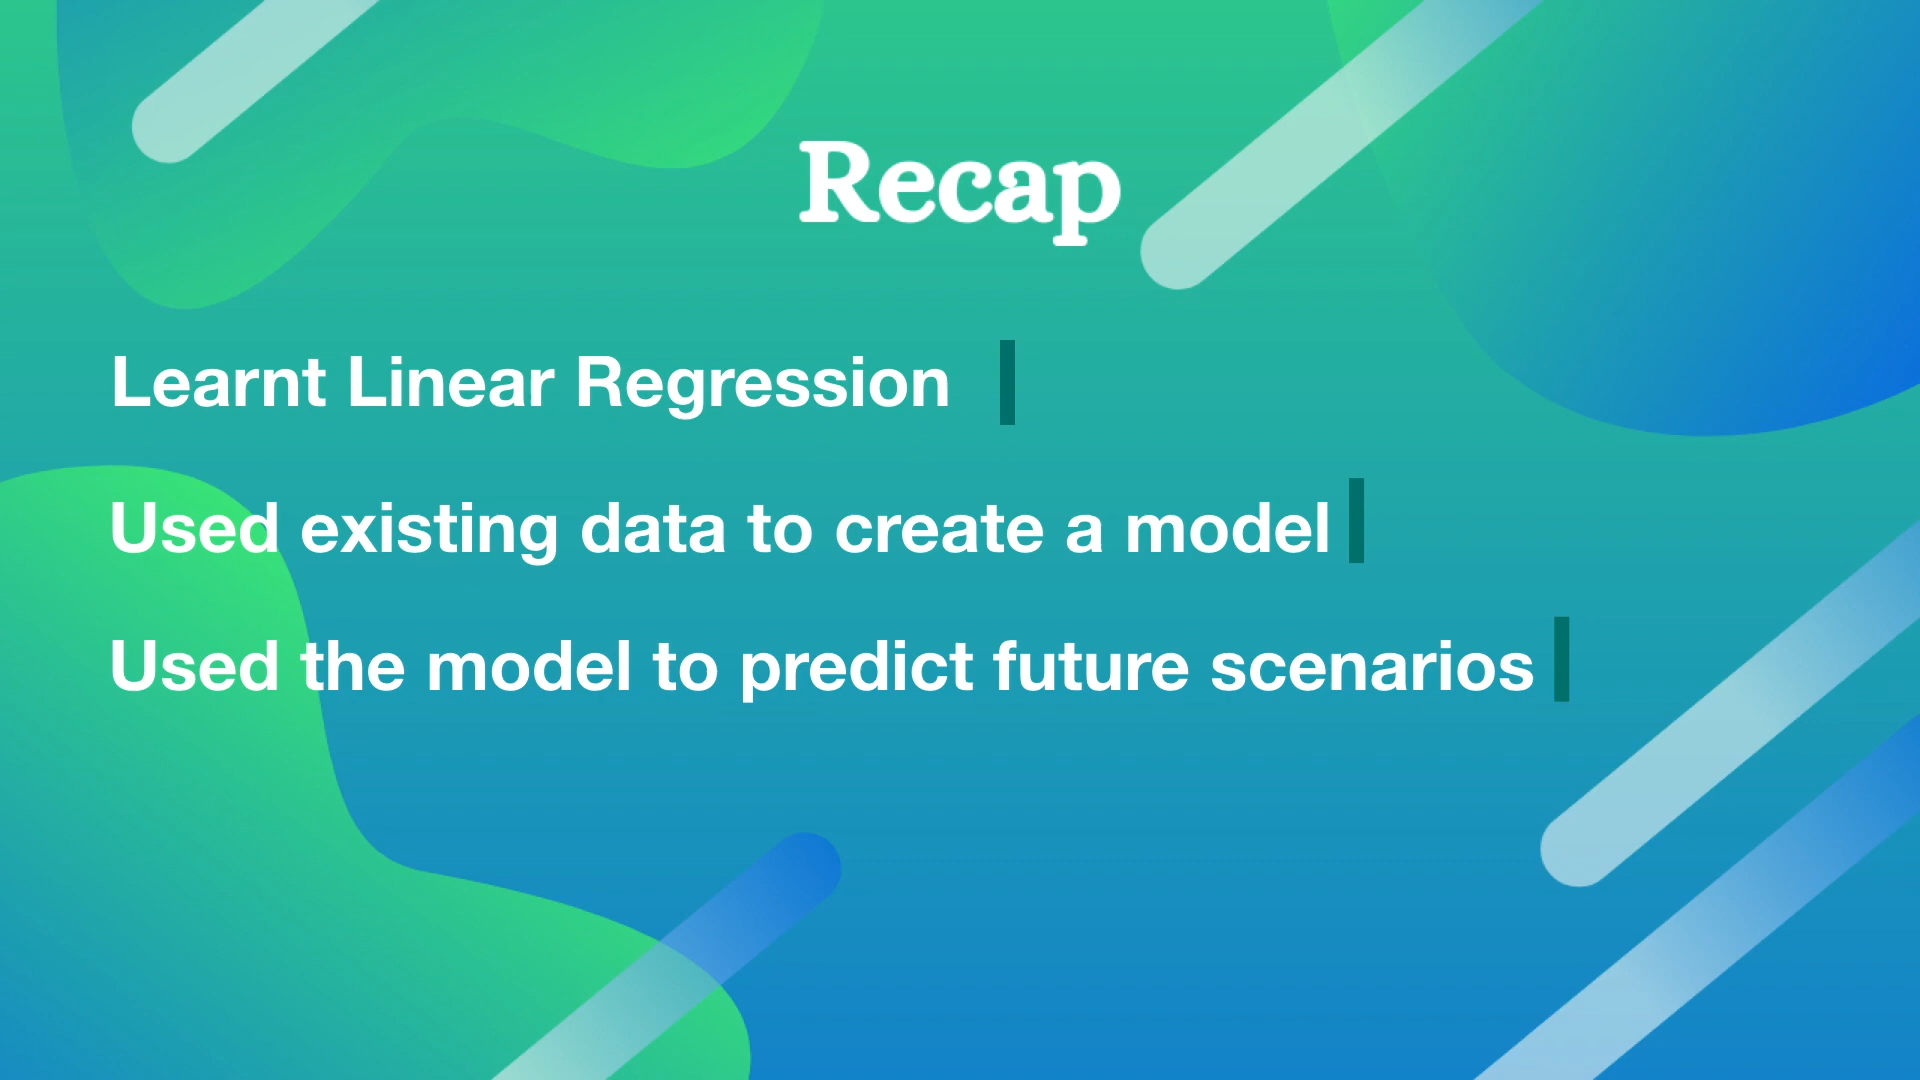 Recap
Learnt Linear Regression
Used existing data to create a model
Used the model to predict future scenarios